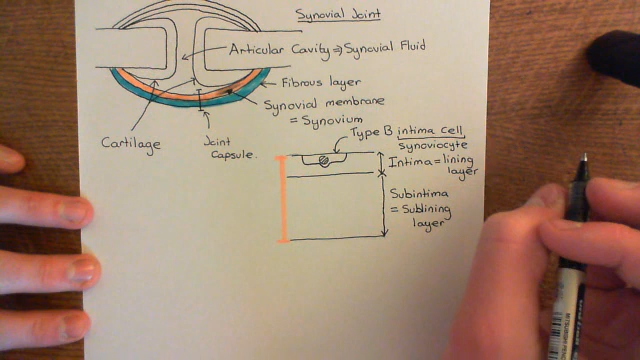 Synovial Joint
Articular Cavity ⇒ Synovial Fluid
Fibrous layer
Synovial membrane
= Synovium
Cartilage
Joint
Capsule.
Type B intima cell
synoviocyte
Intima = lining
layer
Subintima
= Sublining
layer